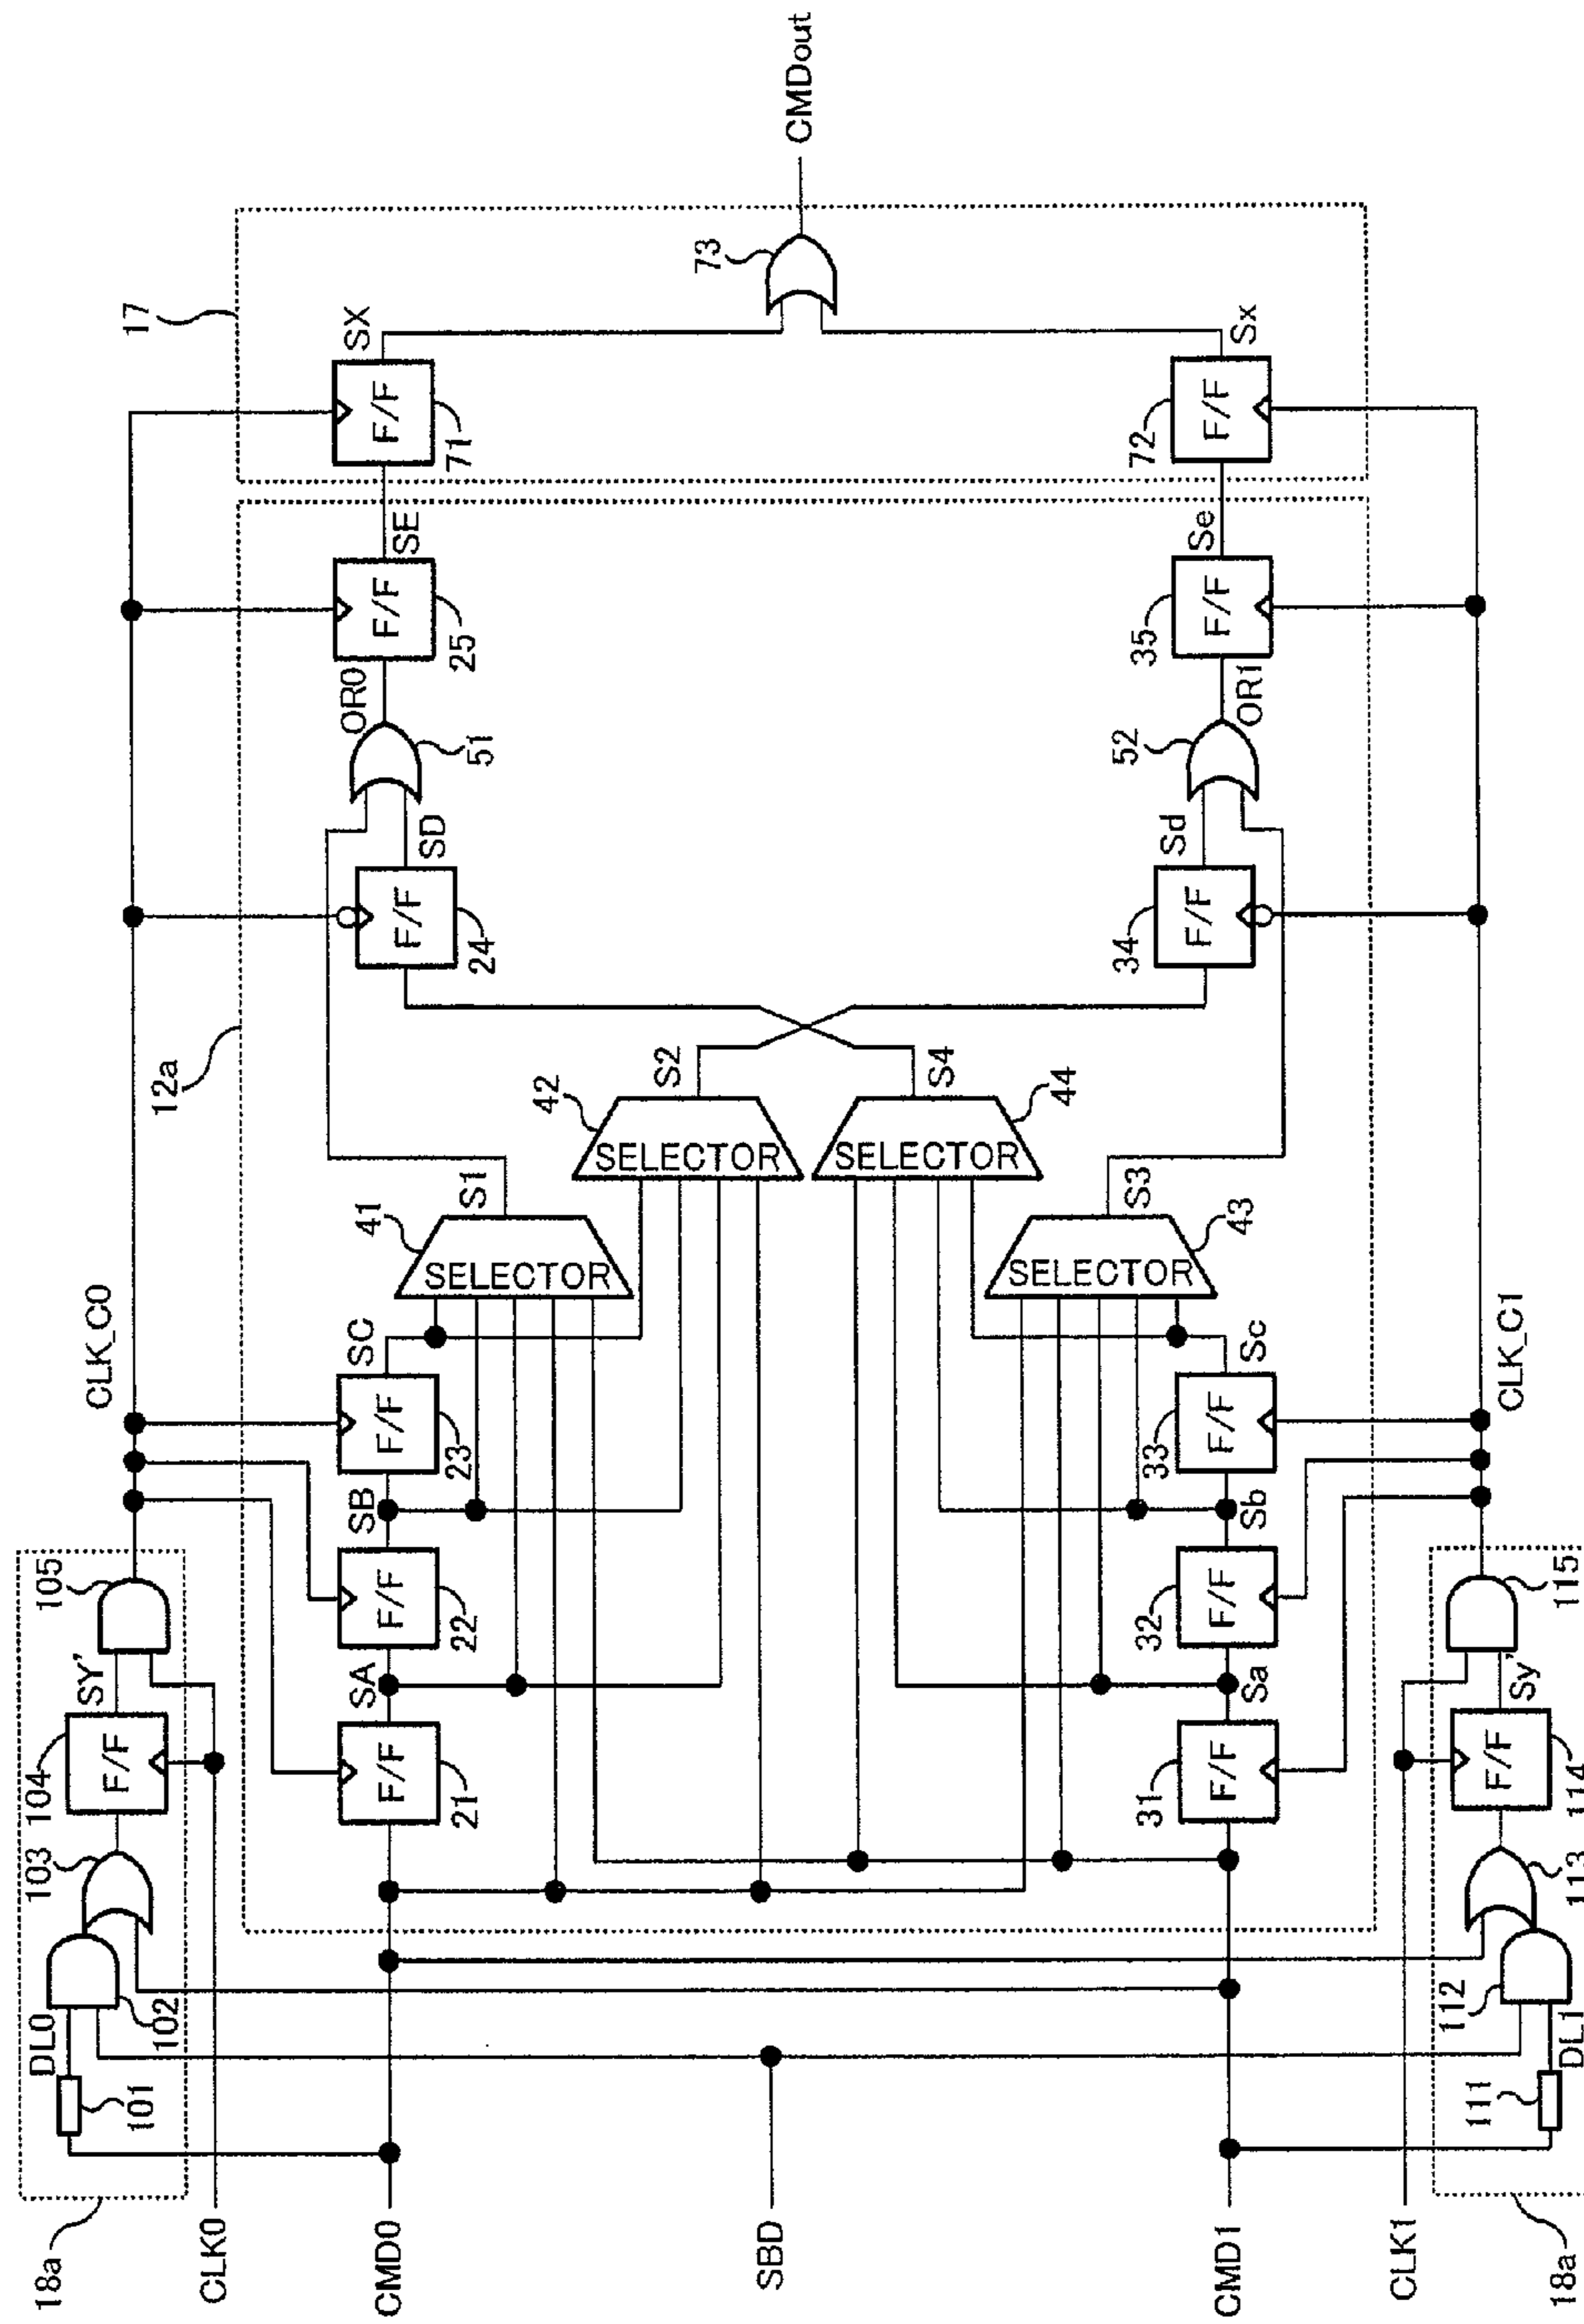 18a
CLK0
CMD0
SBD
CMD1
CLK1
18a
DL0
101
102
103
104
F/F
SY'
105
CLK_C0
DL1
111
112
113
114
F/F
Sy'
115
CLK_C1
12a
F/F
21
SA
F/F
22
SB
F/F
23
SC
31
F/F
Sa
32
F/F
Sb
33
F/F
Sc
41
SELECTOR
S1
42
SELECTOR
S2
SELECTOR
44
S4
SELECTOR
43
S3
F/F
24
SD
34
F/F
Sd
51
OR0
52
OR1
F/F
25
SE
35
F/F
Se
17
F/F
71
SX
72
F/F
Sx
73
CMDout